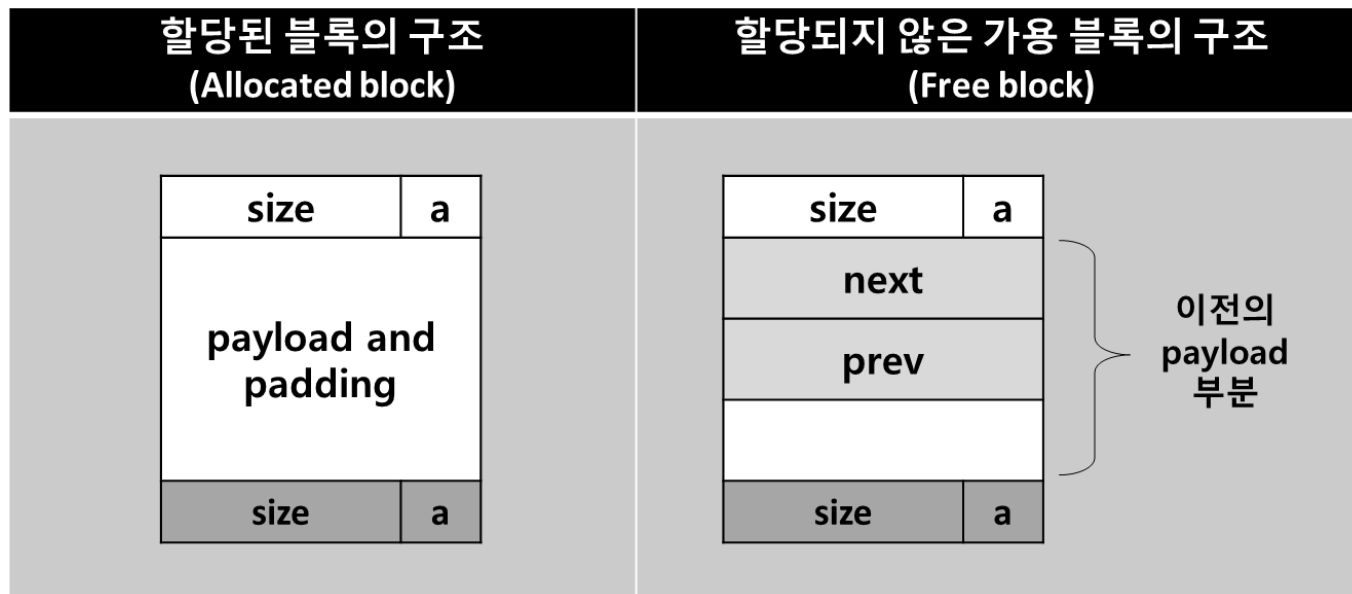 할당된 블록의 구조
(Allocated block)
할당되지 않은 가용 블록의 구조
(Free block)
size a
payload and
padding
size a
size a
next
prev
size a
이전의
payload
부분